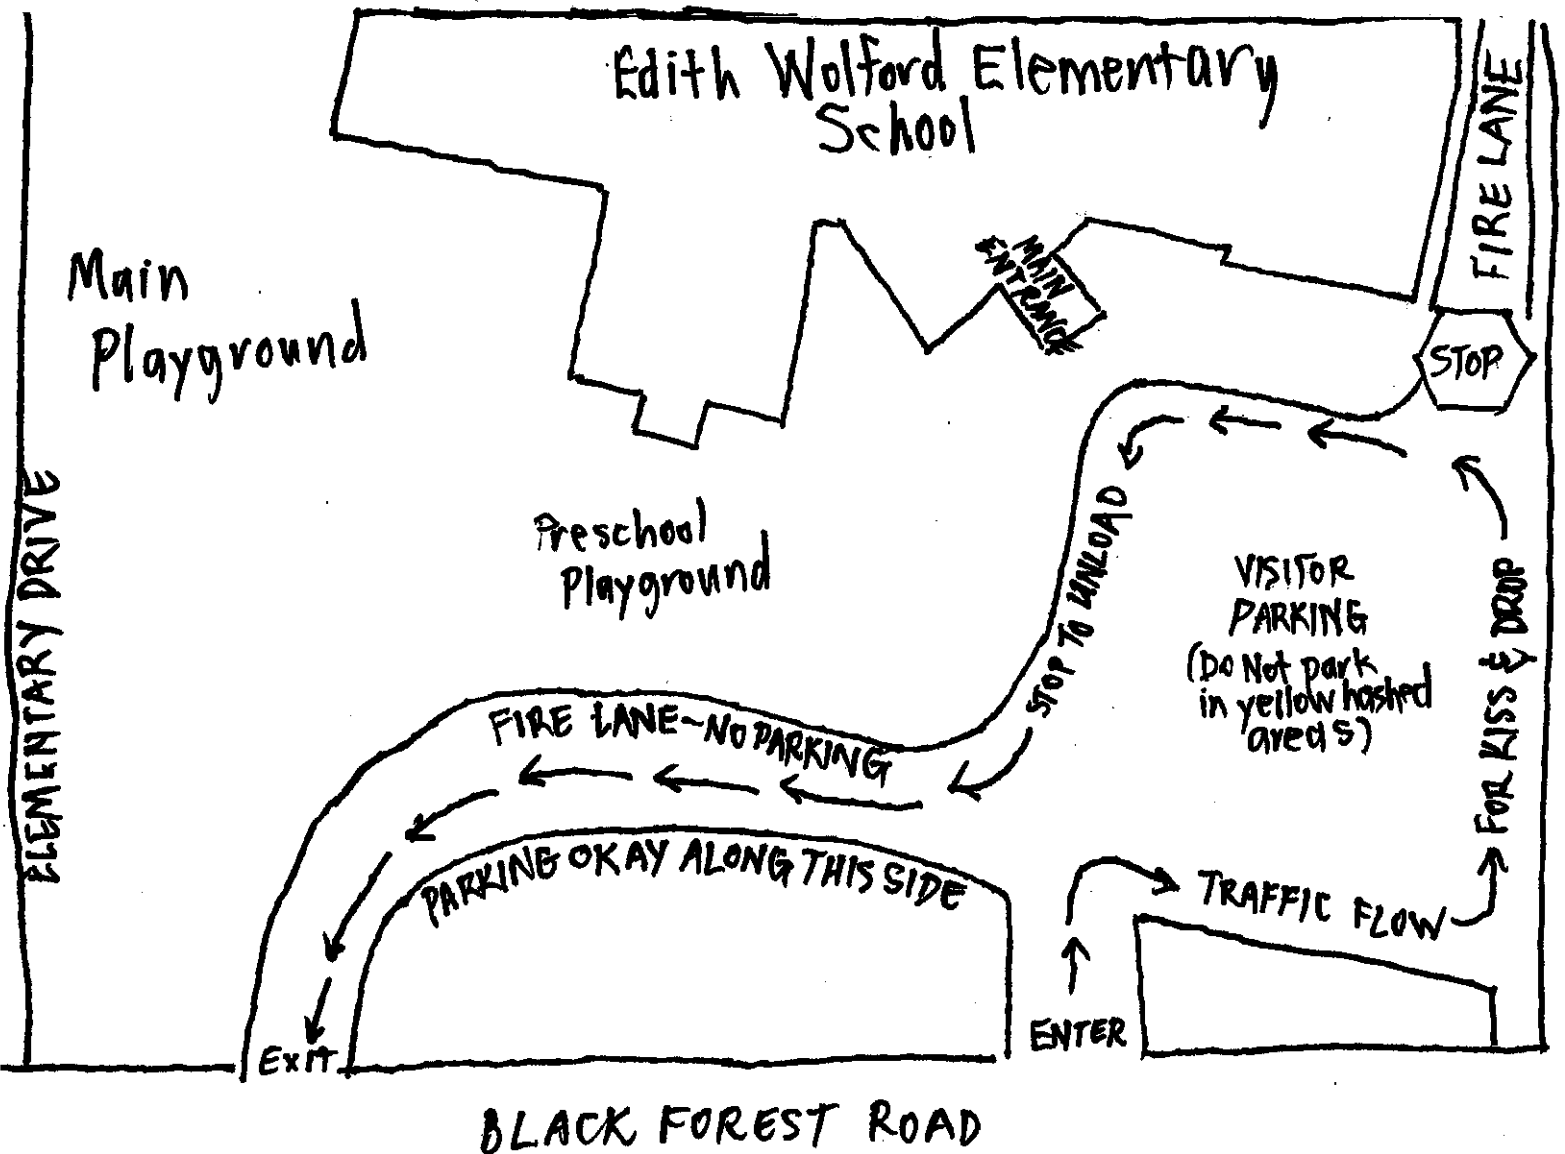 Edith Wolford Elementary
School
FIRE LANE
MAIN
ENTRANCE
Main
Playground
STOP
ELEMENTARY DRIVE
Preschool
Playground
STOP TO UNLOAD
VISITOR
PARKING
(Do Not park
in yellow hashed
areas)
FOR KISS & DROP
FIRE LANE~NO PARKING
PARKING OKAY ALONG THIS SIDE
TRAFFIC FLOW
ENTER
Exit
BLACK FOREST ROAD